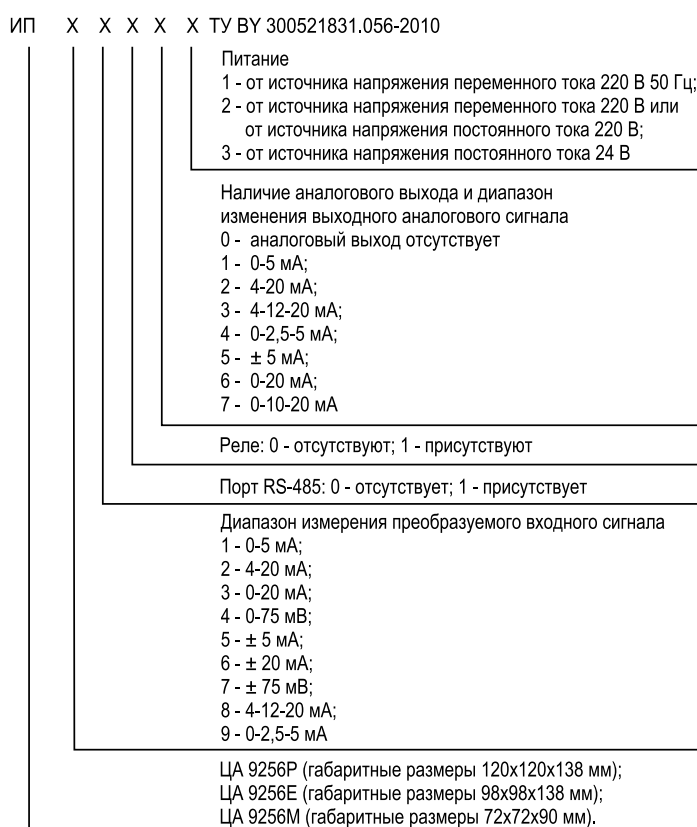 ИП X X X X X ТУ BY 300521831.056-2010
Питание
1 - от источника напряжения переменного тока 220 В 50 Гц;
2 - от источника напряжения переменного тока 220 В или
от источника напряжения постоянного тока 220 В;
3 - от источника напряжения постоянного тока 24 В
Наличие аналогового выхода и диапазон
изменения выходного аналогового сигнала
0 - аналоговый выход отсутствует
1 - 0-5 мА;
2 - 4-20 мА;
3 - 4-12-20 мА;
4 - 0-2,5-5 мА;
5 - ± 5 мА;
6 - 0-20 мА;
7 - 0-10-20 мА
Реле: 0 - отсутствуют; 1 - присутствуют
Порт RS-485: 0 - отсутствует; 1 - присутствует
Диапазон измерения преобразуемого входного сигнала
1 - 0-5 мА;
2 - 4-20 мА;
3 - 0-20 мА;
4 - 0-75 мВ;
5 - ± 5 мА;
6 - ± 20 мА;
7 - ± 75 мВ;
8 - 4-12-20 мА;
9 - 0-2,5-5 мА
ЦА 9256Р (габаритные размеры 120х120х138 мм);
ЦА 9256Е (габаритные размеры 98х98х138 мм);
ЦА 9256М (габаритные размеры 72х72х90 мм).